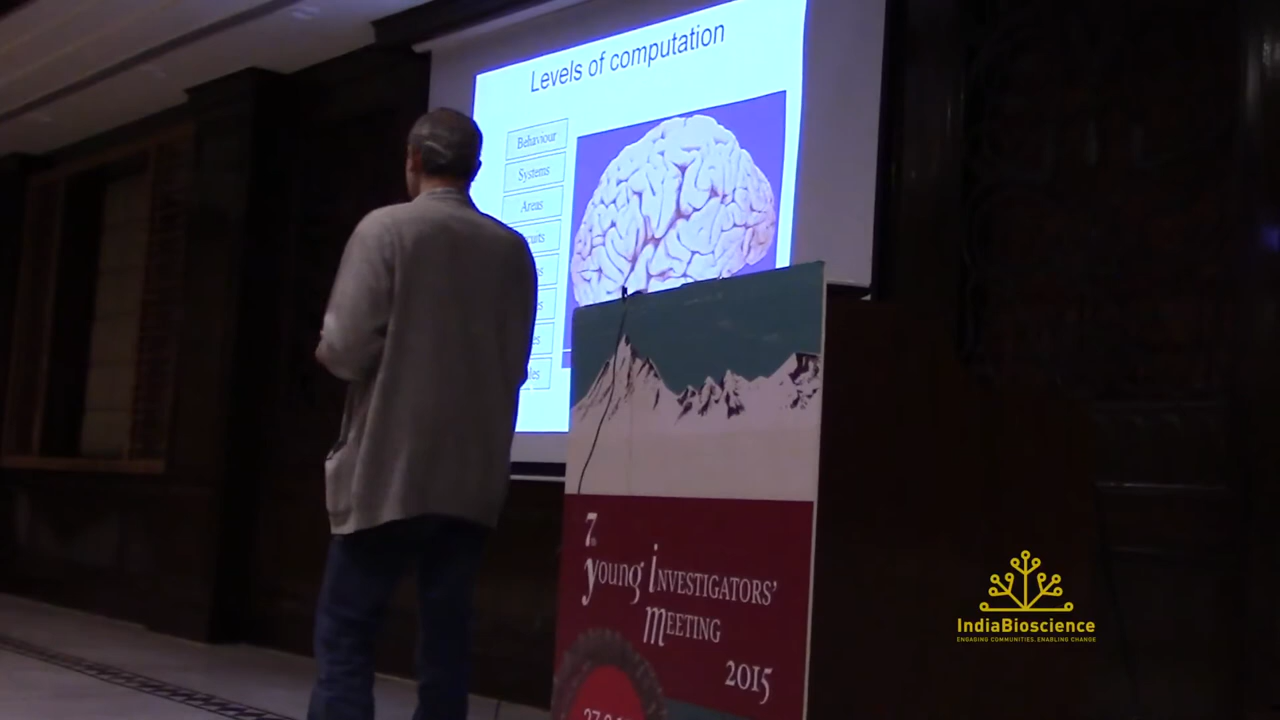 Levels of computation
Behaviour
Systems
Areas
7th
Young Investigators'
Meeting
2015
IndiaBioscience
ENGAGING COMMUNITIES. ENABLING CHANGE